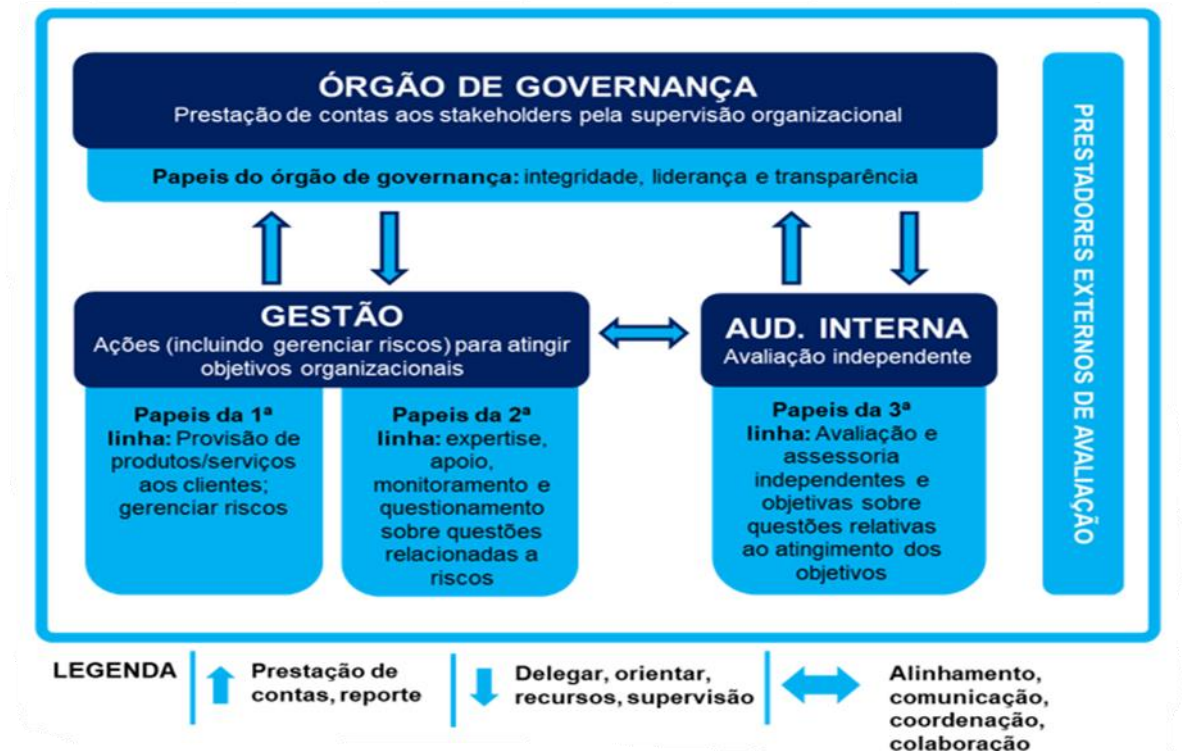 ÓRGÃO DE GOVERNANÇA
Prestação de contas aos stakeholders pela supervisão organizacional
Papeis do órgão de governança: integridade, liderança e transparência
GESTÃO
Ações (incluindo gerenciar riscos) para atingir
objetivos organizacionais
Papeis da 1ª
linha: Provisão de
produtos/serviços
aos clientes;
gerenciar riscos
Papeis da 2ª
linha: expertise,
apoio,
monitoramento e
questionamento
sobre questões
relacionadas a
riscos
AUD. INTERNA
Avaliação independente
Papeis da 3ª
linha: Avaliação e
assessoria
independentes e
objetivas sobre
questões relativas
ao atingimento dos
objetivos
PRESTADORES EXTERNOS DE AVALIAÇÃO
LEGENDA
Prestação de
contas, reporte
Delegar, orientar,
recursos, supervisão
Alinhamento,
comunicação,
coordenação,
colaboração